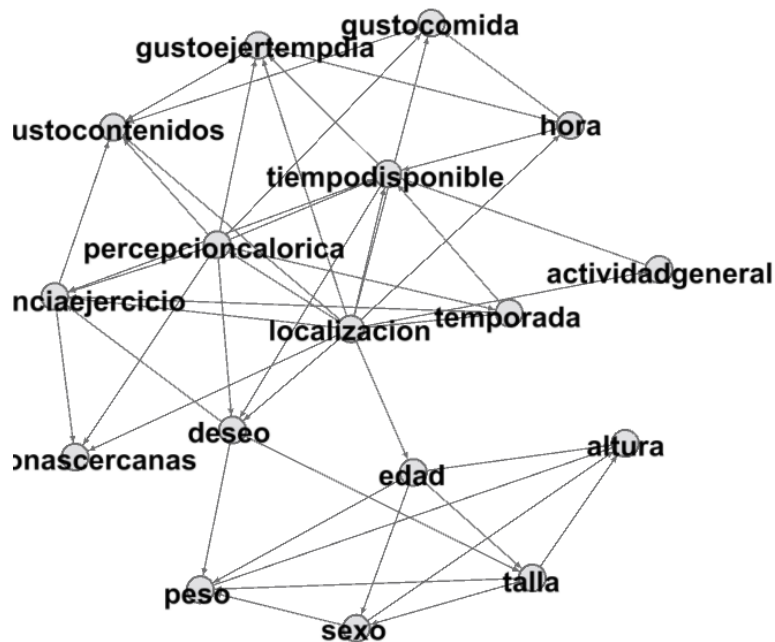 gustocomida
gustoejertempdia
ustocontenidos
hora
tiempodisponible
percepcioncalorica
actividadgeneral
nciaejercicio
localizacion
temporada
deseo
altura
onascercanas
edad
talla
peso
sexo